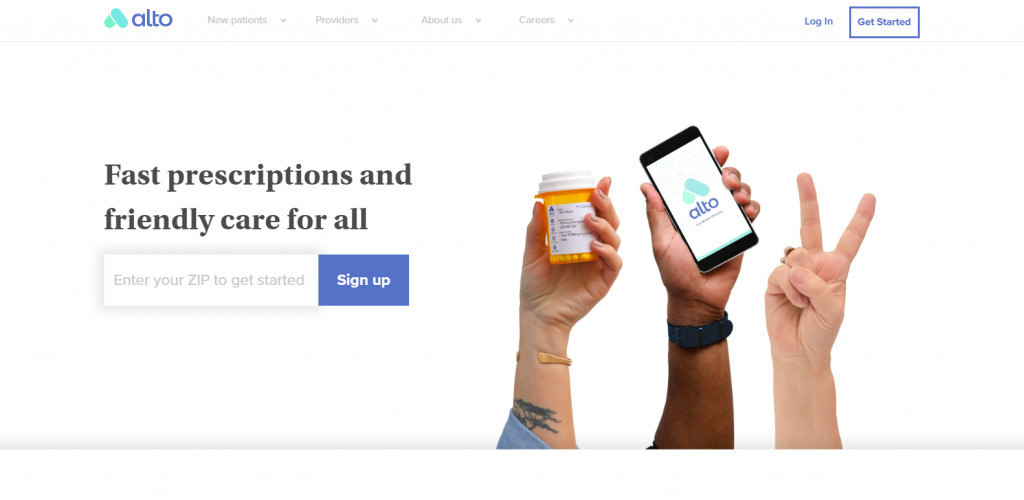 alto
New patients
Providers
About us
Careers
Log In
Get Started
Fast prescriptions and
friendly care for all
Enter your ZIP to get started
Sign up
alto